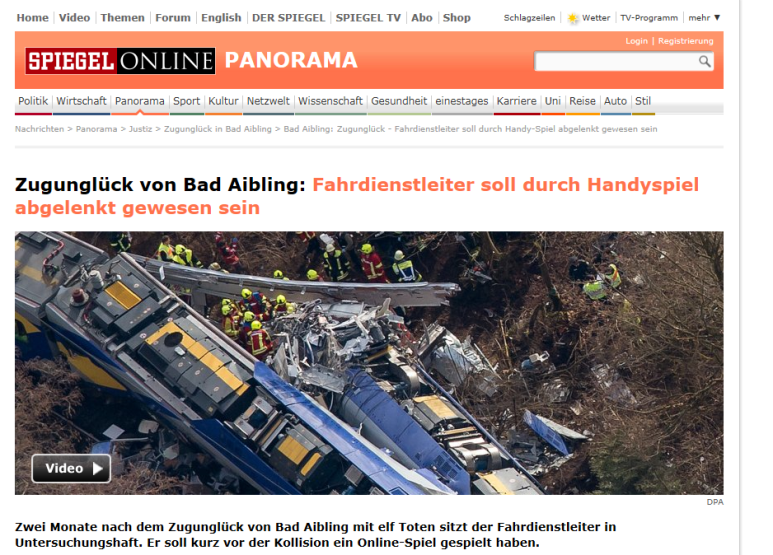 Home | Video | Themen | Forum | English | DER SPIEGEL | SPIEGEL TV | Abo | Shop Schlagzeilen | Wetter | TV-Programm | mehr ▼
Login | Registrierung
SPIEGEL ONLINE PANORAMA
Politik | Wirtschaft | Panorama | Sport | Kultur | Netzwelt | Wissenschaft | Gesundheit | einestages | Karriere | Uni | Reise | Auto | Stil
Nachrichten > Panorama > Justiz > Zugunglück in Bad Aibling > Bad Aibling: Zugunglück - Fahrdienstleiter soll durch Handy-Spiel abgelenkt gewesen sein
Zugunglück von Bad Aibling: Fahrdienstleiter soll durch Handyspiel
abgelenkt gewesen sein
Video
DPA
Zwei Monate nach dem Zugunglück von Bad Aibling mit elf Toten sitzt der Fahrdienstleiter in
Untersuchungshaft. Er soll kurz vor der Kollision ein Online-Spiel gespielt haben.